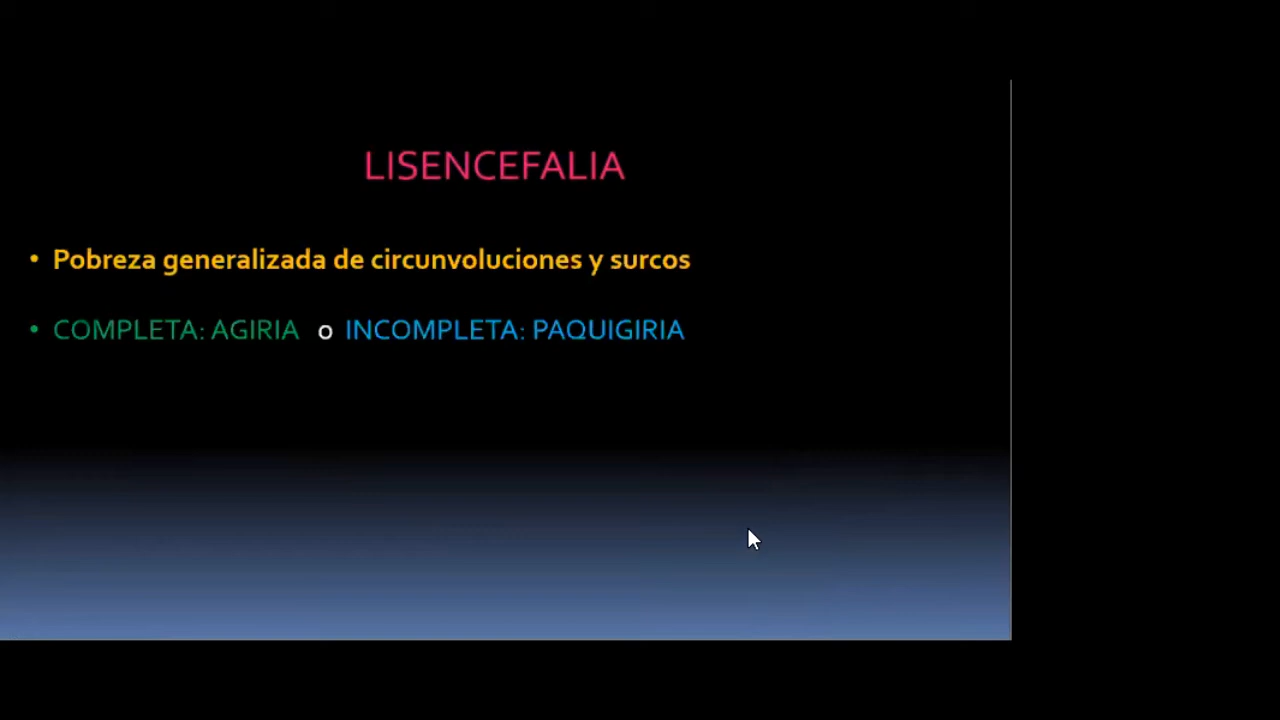 LISENCEFALIA
• Pobreza generalizada de circunvoluciones y surcos
• COMPLETA: AGIRIA o INCOMPLETA: PAQUIGIRIA